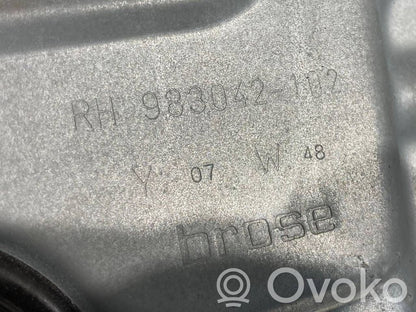 RH 983042-102
Y: 07 W 48
brose
Ovoko